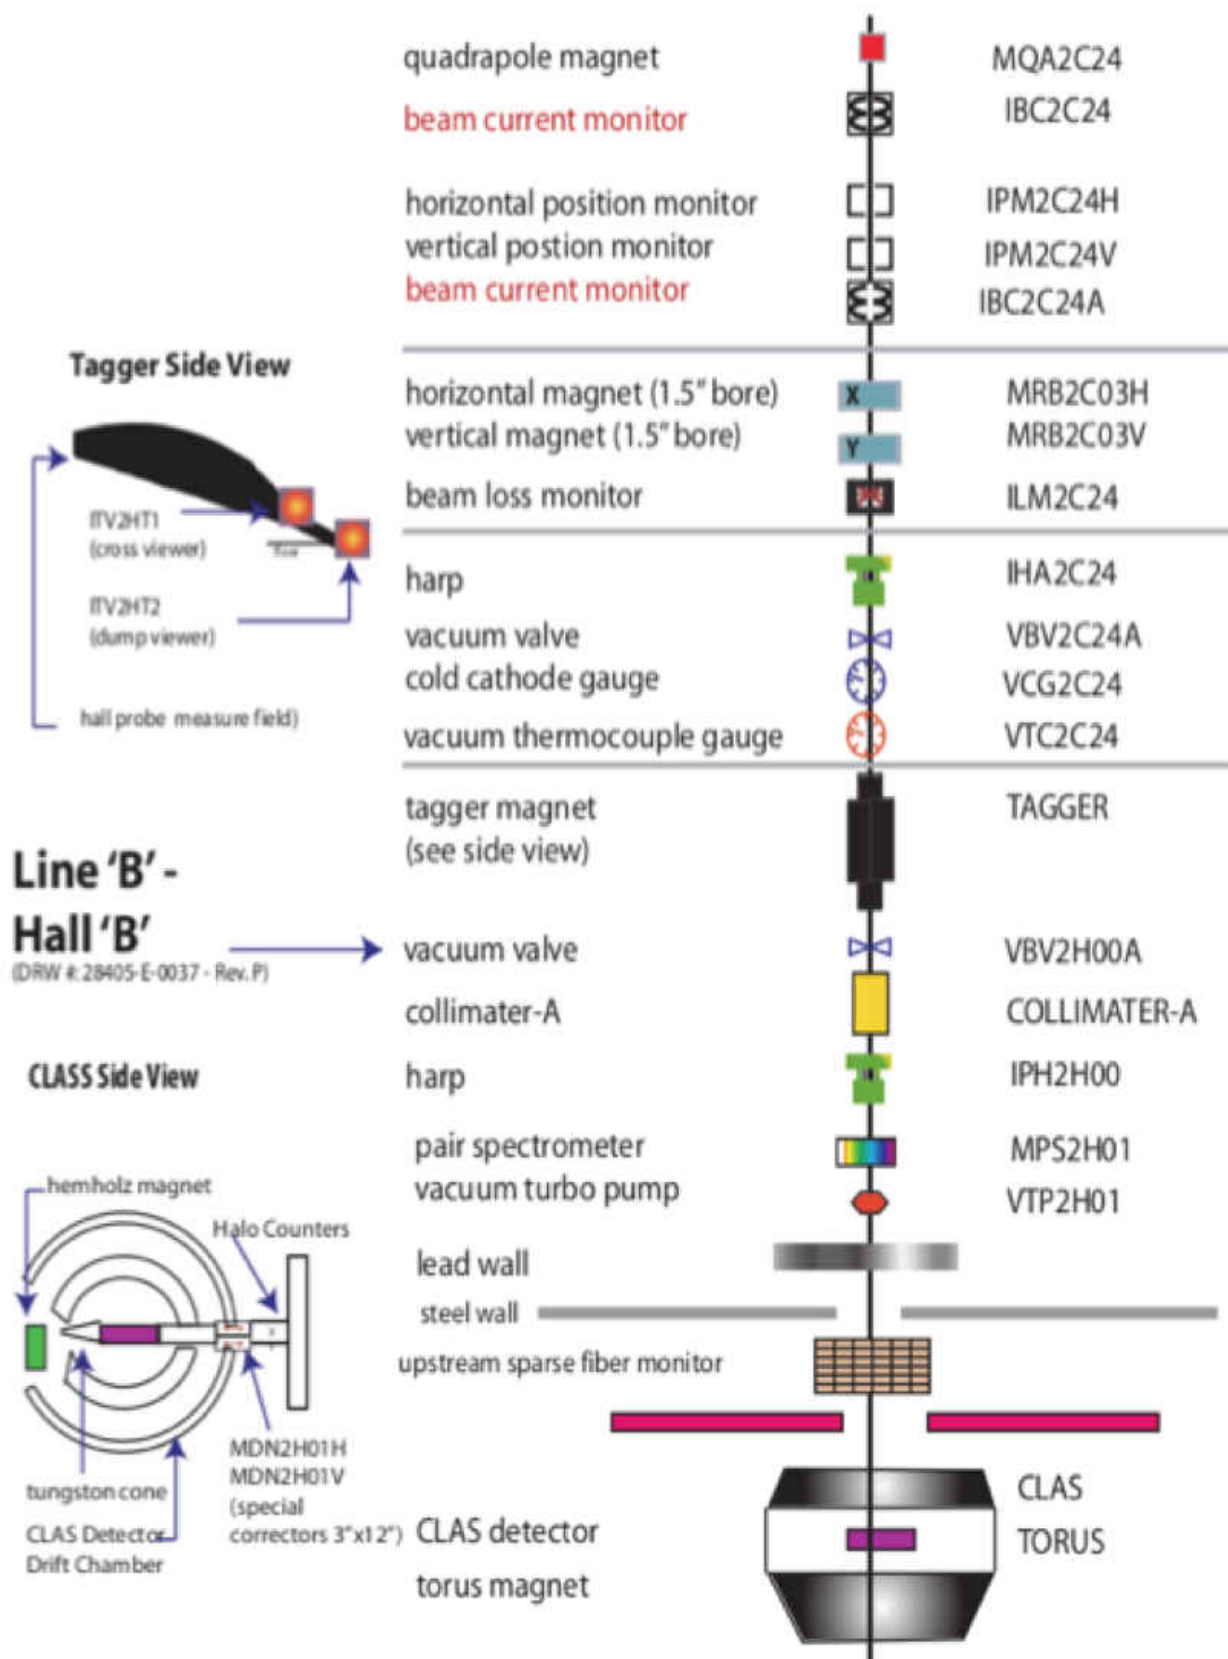 quadrapole magnet MQA2C24
beam current monitor IBC2C24
horizontal position monitor IPM2C24H
vertical postion monitor IPM2C24V
beam current monitor IBC2C24A
Tagger Side View
horizontal magnet (1.5" bore) X MRB2C03H
vertical magnet (1.5" bore) Y MRB2C03V
beam loss monitor ILM2C24
ITV2HT1
(cross viewer)
ITV2HT2
(dump viewer)
hall probe measure field)
harp IHA2C24
vacuum valve VBV2C24A
cold cathode gauge VCG2C24
vacuum thermocouple gauge VTC2C24
tagger magnet TAGGER
(see side view)
Line 'B' -
Hall 'B'
(DRW #: 28405-E-0037 - Rev. P)
vacuum valve VBV2H00A
collimater-A COLLIMATER-A
harp IPH2H00
pair spectrometer MPS2H01
vacuum turbo pump VTP2H01
lead wall
steel wall
upstream sparse fiber monitor
CLASS Side View
hemholz magnet
Halo Counters
MDN2H01H
MDN2H01V
(special
correctors 3"x12")
tungston cone
CLAS Detector
Drift Chamber
CLAS
CLAS detector TORUS
torus magnet